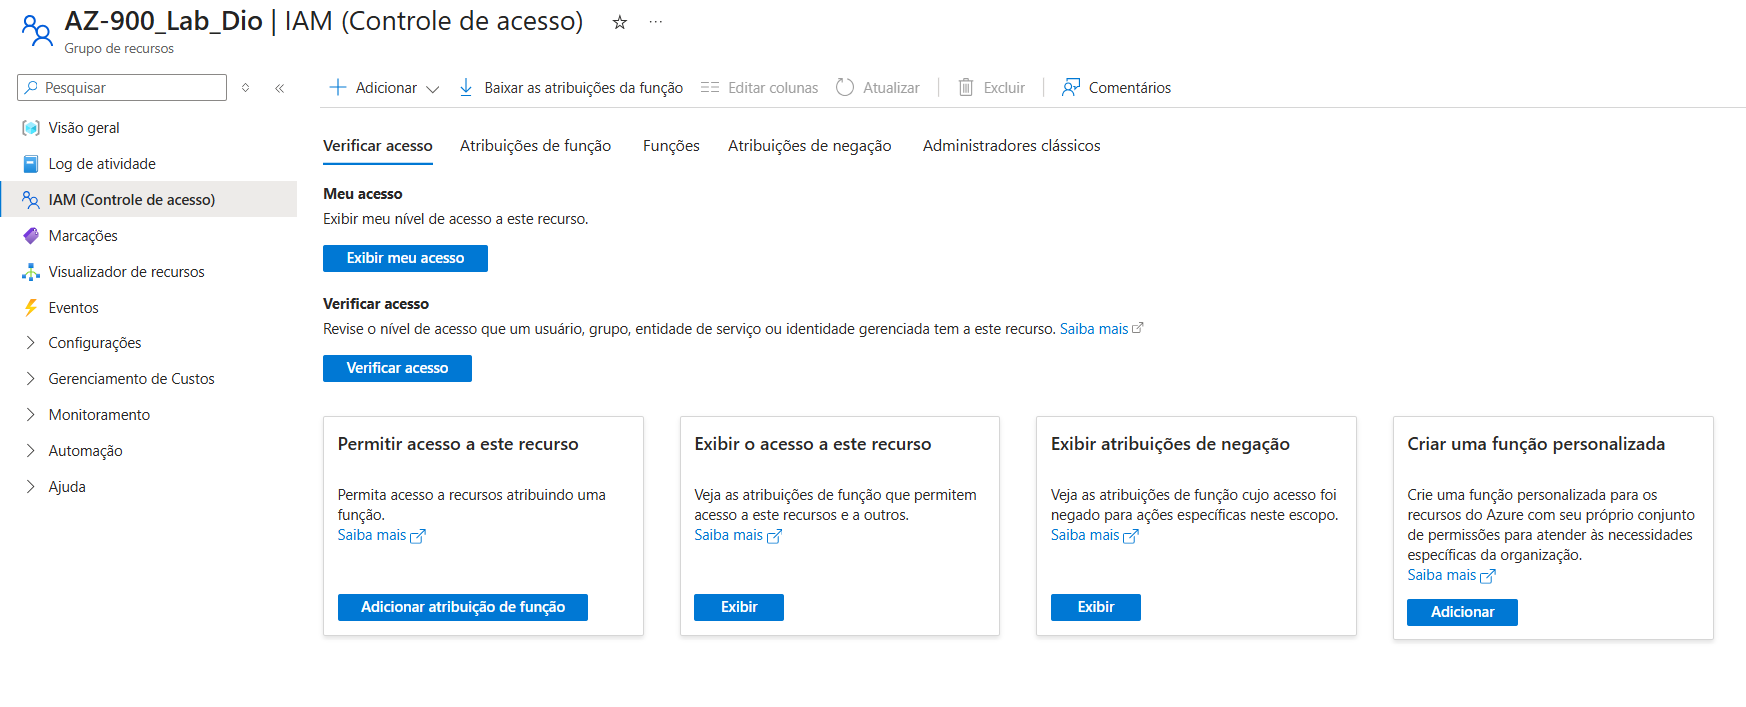 AZ-900_Lab_Dio | IAM (Controle de acesso)
Grupo de recursos
Pesquisar
Visão geral
Log de atividade
IAM (Controle de acesso)
Marcações
Visualizador de recursos
Eventos
Configurações
Gerenciamento de Custos
Monitoramento
Automação
Ajuda
Adicionar
Baixar as atribuições da função
Editar colunas
Atualizar
Excluir
Comentários
Verificar acesso
Atribuições de função
Funções
Atribuições de negação
Administradores clássicos
Meu acesso
Exibir meu nível de acesso a este recurso.
Exibir meu acesso
Verificar acesso
Revise o nível de acesso que um usuário, grupo, entidade de serviço ou identidade gerenciada tem a este recurso. Saiba mais
Verificar acesso
Permitir acesso a este recurso
Permita acesso a recursos atribuindo uma
função.
Saiba mais
Adicionar atribuição de função
Exibir o acesso a este recurso
Veja as atribuições de função que permitem
acesso a este recursos e a outros.
Saiba mais
Exibir
Exibir atribuições de negação
Veja as atribuições de função cujo acesso foi
negado para ações específicas neste escopo.
Saiba mais
Exibir
Criar uma função personalizada
Crie uma função personalizada para os
recursos do Azure com seu próprio conjunto
de permissões para atender às necessidades
específicas da organização.
Saiba mais
Adicionar